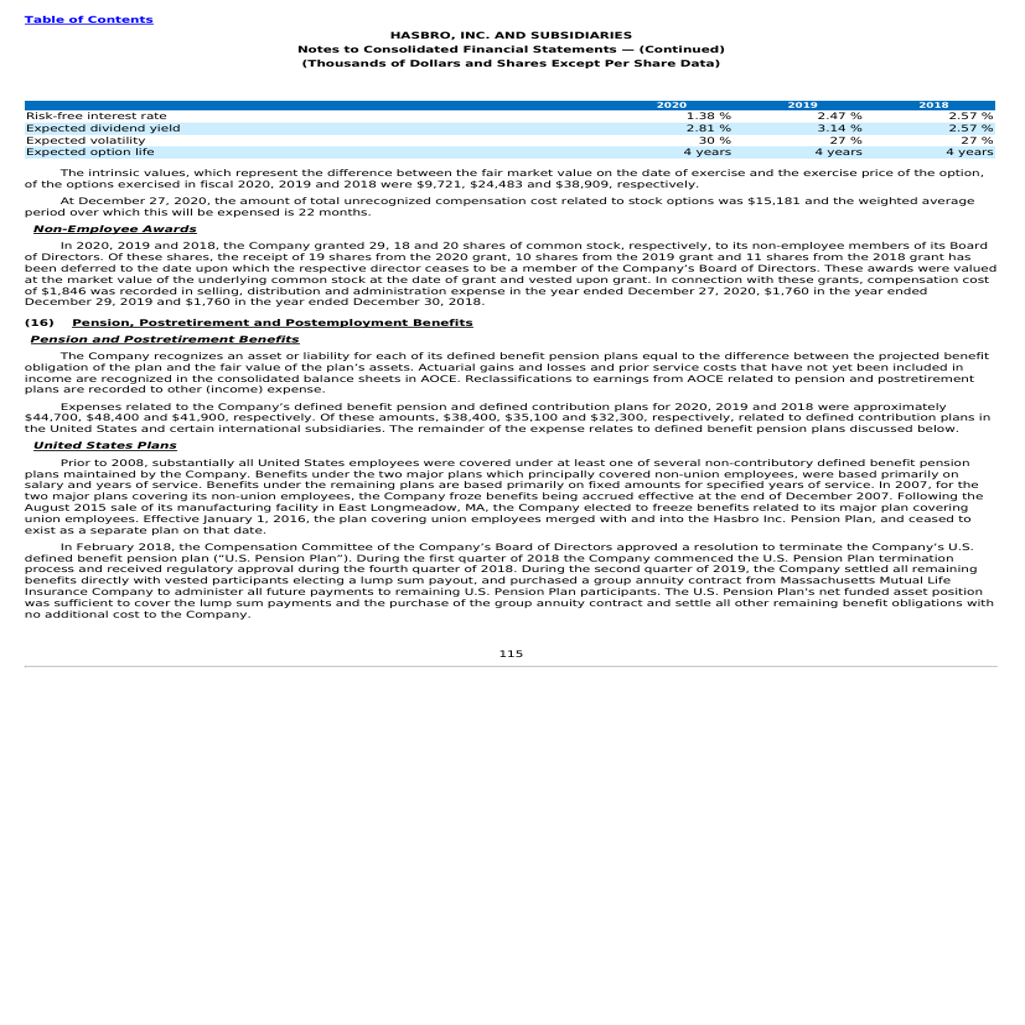 Table of Contents
HASBRO, INC. AND SUBSIDIARIES
Notes to Consolidated Financial Statements — (Continued)
(Thousands of Dollars and Shares Except Per Share Data)
2020 2019 2018
Risk-free interest rate 1.38 % 2.47 % 2.57 %
Expected dividend yield 2.81 % 3.14 % 2.57 %
Expected volatility 30 % 27 % 27 %
Expected option life 4 years 4 years 4 years
The intrinsic values, which represent the difference between the fair market value on the date of exercise and the exercise price of the option,
of the options exercised in fiscal 2020, 2019 and 2018 were $9,721, $24,483 and $38,909, respectively.
At December 27, 2020, the amount of total unrecognized compensation cost related to stock options was $15,181 and the weighted average
period over which this will be expensed is 22 months.
Non-Employee Awards
In 2020, 2019 and 2018, the Company granted 29, 18 and 20 shares of common stock, respectively, to its non-employee members of its Board
of Directors. Of these shares, the receipt of 19 shares from the 2020 grant, 10 shares from the 2019 grant and 11 shares from the 2018 grant has
been deferred to the date upon which the respective director ceases to be a member of the Company’s Board of Directors. These awards were valued
at the market value of the underlying common stock at the date of grant and vested upon grant. In connection with these grants, compensation cost
of $1,846 was recorded in selling, distribution and administration expense in the year ended December 27, 2020, $1,760 in the year ended
December 29, 2019 and $1,760 in the year ended December 30, 2018.
(16) Pension, Postretirement and Postemployment Benefits
Pension and Postretirement Benefits
The Company recognizes an asset or liability for each of its defined benefit pension plans equal to the difference between the projected benefit
obligation of the plan and the fair value of the plan’s assets. Actuarial gains and losses and prior service costs that have not yet been included in
income are recognized in the consolidated balance sheets in AOCE. Reclassifications to earnings from AOCE related to pension and postretirement
plans are recorded to other (income) expense.
Expenses related to the Company’s defined benefit pension and defined contribution plans for 2020, 2019 and 2018 were approximately
$44,700, $48,400 and $41,900, respectively. Of these amounts, $38,400, $35,100 and $32,300, respectively, related to defined contribution plans in
the United States and certain international subsidiaries. The remainder of the expense relates to defined benefit pension plans discussed below.
United States Plans
Prior to 2008, substantially all United States employees were covered under at least one of several non-contributory defined benefit pension
plans maintained by the Company. Benefits under the two major plans which principally covered non-union employees, were based primarily on
salary and years of service. Benefits under the remaining plans are based primarily on fixed amounts for specified years of service. In 2007, for the
two major plans covering its non-union employees, the Company froze benefits being accrued effective at the end of December 2007. Following the
August 2015 sale of its manufacturing facility in East Longmeadow, MA, the Company elected to freeze benefits related to its major plan covering
union employees. Effective January 1, 2016, the plan covering union employees merged with and into the Hasbro Inc. Pension Plan, and ceased to
exist as a separate plan on that date.
In February 2018, the Compensation Committee of the Company’s Board of Directors approved a resolution to terminate the Company’s U.S.
defined benefit pension plan (“U.S. Pension Plan”). During the first quarter of 2018 the Company commenced the U.S. Pension Plan termination
process and received regulatory approval during the fourth quarter of 2018. During the second quarter of 2019, the Company settled all remaining
benefits directly with vested participants electing a lump sum payout, and purchased a group annuity contract from Massachusetts Mutual Life
Insurance Company to administer all future payments to remaining U.S. Pension Plan participants. The U.S. Pension Plan's net funded asset position
was sufficient to cover the lump sum payments and the purchase of the group annuity contract and settle all other remaining benefit obligations with
no additional cost to the Company.
115